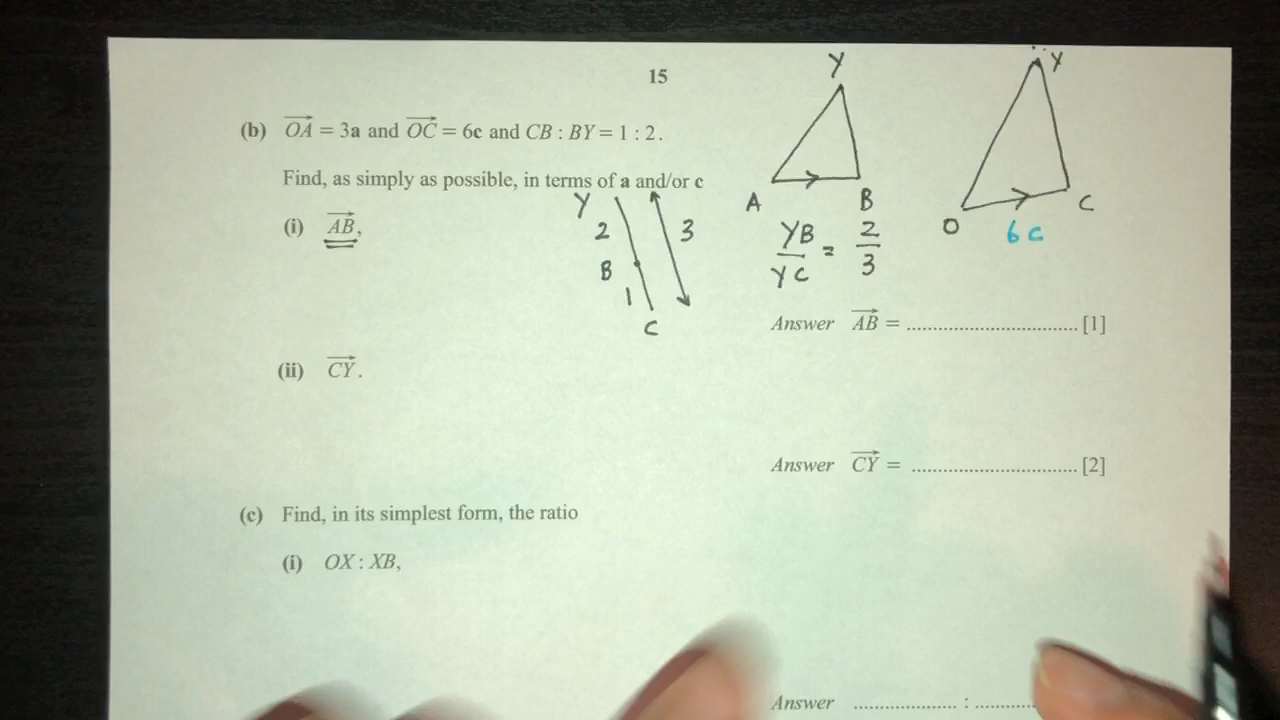 15
(b) OA = 3a and OC = 6c and CB : BY = 1 : 2.
Find, as simply as possible, in terms of a and/or c
(i) AB,
Y
2
B
1
C
3
Y
A
B
YB/YC = 2/3
Y
O
C
6c
Answer AB = ................................ [1]
(ii) CY.
Answer CY = ............................... [2]
(c) Find, in its simplest form, the ratio
(i) OX : XB,
Answer ................... : ...........